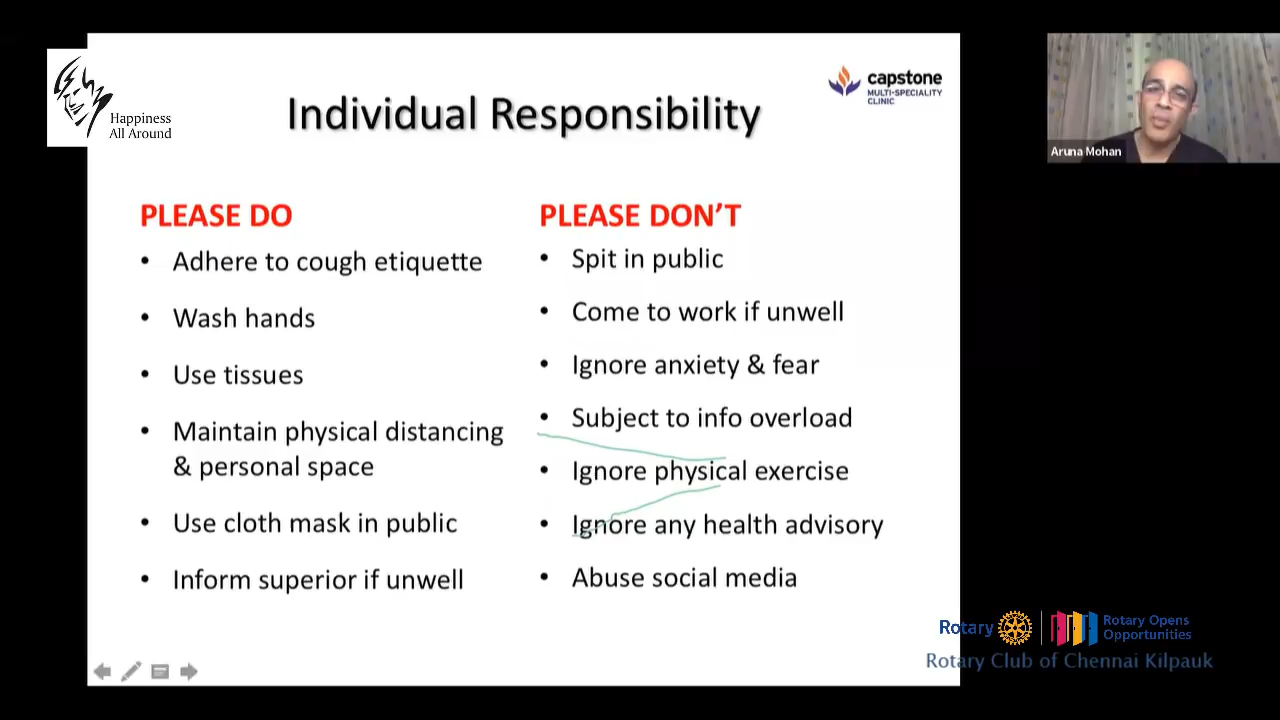 Happiness
All Around
capstone
MULTI-SPECIALITY
CLINIC
Individual Responsibility
Aruna Mohan
PLEASE DO
• Adhere to cough etiquette
• Wash hands
• Use tissues
• Maintain physical distancing
& personal space
• Use cloth mask in public
• Inform superior if unwell
PLEASE DON’T
• Spit in public
• Come to work if unwell
• Ignore anxiety & fear
• Subject to info overload
• Ignore physical exercise
• Ignore any health advisory
• Abuse social media
Rotary
Rotary Opens
Opportunities
Rotary Club of Chennai Kilpauk